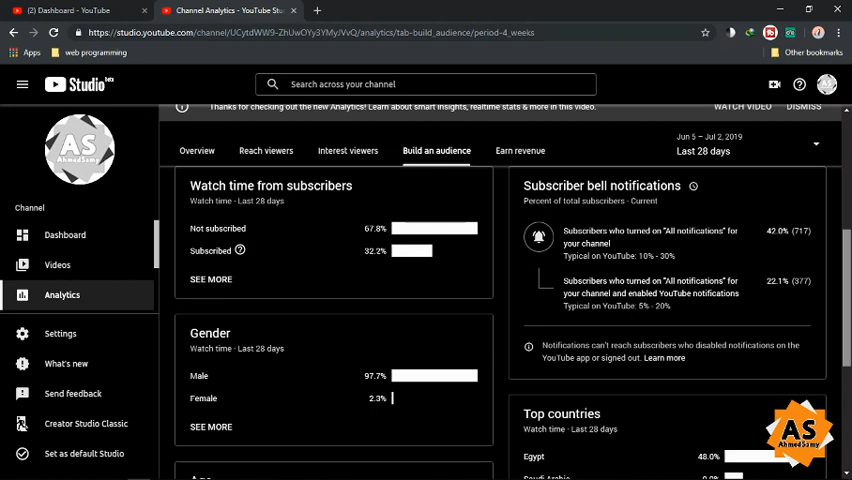 (2) Dashboard - YouTube
Channel Analytics - YouTube Stu
https://studio.youtube.com/channel/UCytdWW9-ZhUwOYy3YMyJVvQ/analytics/tab-build_audience/period-4_weeks
Apps
web programming
Other bookmarks
Studio beta
Search across your channel
Thanks for checking out the new Analytics! Learn about smart insights, realtime stats & more in this video.
WATCH VIDEO
DISMISS
AS
AhmedSamy
Overview
Reach viewers
Interest viewers
Build an audience
Earn revenue
Jun 5 – Jul 2, 2019
Last 28 days
Channel
Dashboard
Videos
Analytics
Settings
What's new
Send feedback
Creator Studio Classic
Set as default Studio
Watch time from subscribers
Watch time · Last 28 days
Not subscribed 67.8%
Subscribed 32.2%
SEE MORE
Gender
Watch time · Last 28 days
Male 97.7%
Female 2.3%
SEE MORE
Age
Subscriber bell notifications
Percent of total subscribers · Current
Subscribers who turned on "All notifications" for 42.0% (717)
your channel
Typical on YouTube: 10% - 30%
Subscribers who turned on "All notifications" for 22.1% (377)
your channel and enabled YouTube notifications
Typical on YouTube: 5% - 20%
Notifications can't reach subscribers who disabled notifications on the
YouTube app or signed out. Learn more
Top countries
Watch time · Last 28 days
Egypt 48.0%
Saudi Arabia
AS
AhmedSamy